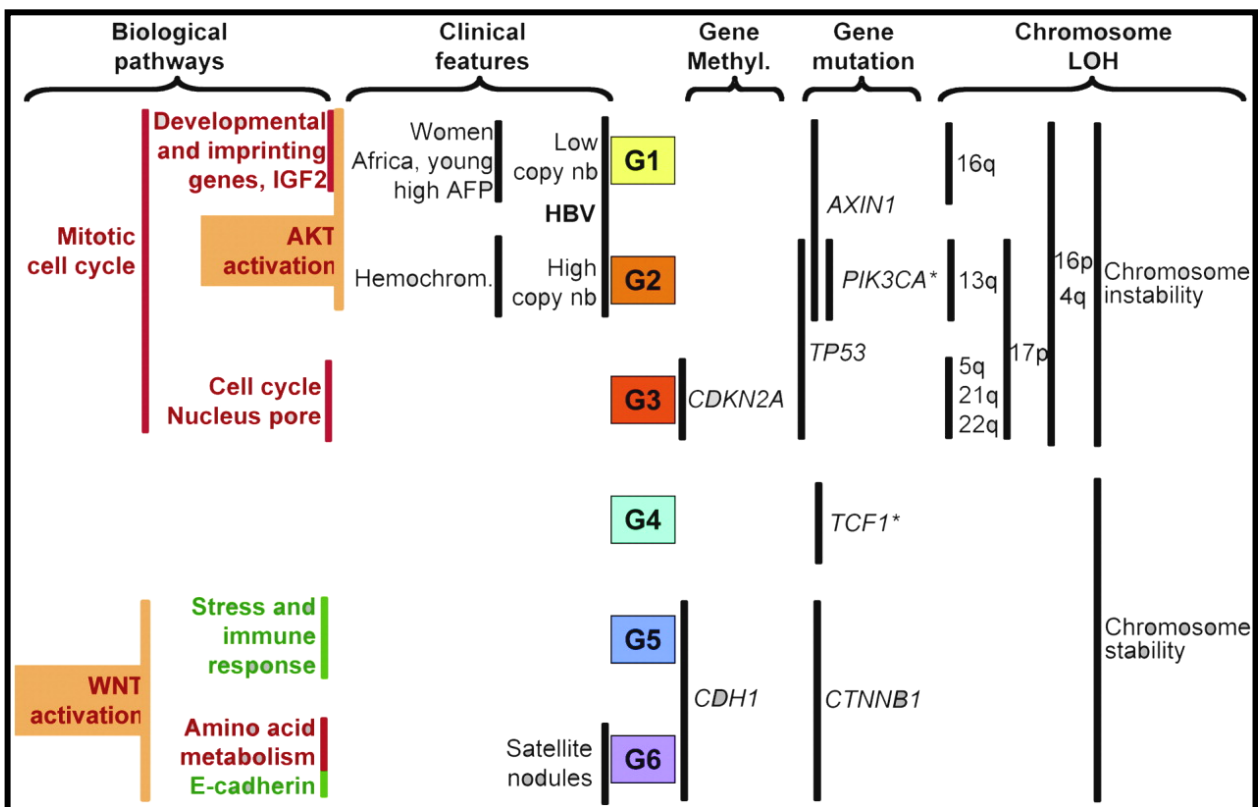 Biological
pathways
Clinical
features
Gene
Methyl.
Gene
mutation
Chromosome
LOH
Developmental
and imprinting
genes, IGF2
Mitotic
cell cycle
AKT
activation
Women
Africa, young
high AFP
Low
copy nb
HBV
G1
AXIN1
16q
Hemochrom.
High
copy nb
G2
PIK3CA*
13q
16p
4q
Chromosome
instability
TP53
17p
Cell cycle
Nucleus pore
G3
CDKN2A
5q
21q
22q
G4
TCF1*
Stress and
immune
response
G5
Chromosome
stability
WNT
activation
CDH1
CTNNB1
Amino acid
metabolism
E-cadherin
Satellite
nodules
G6